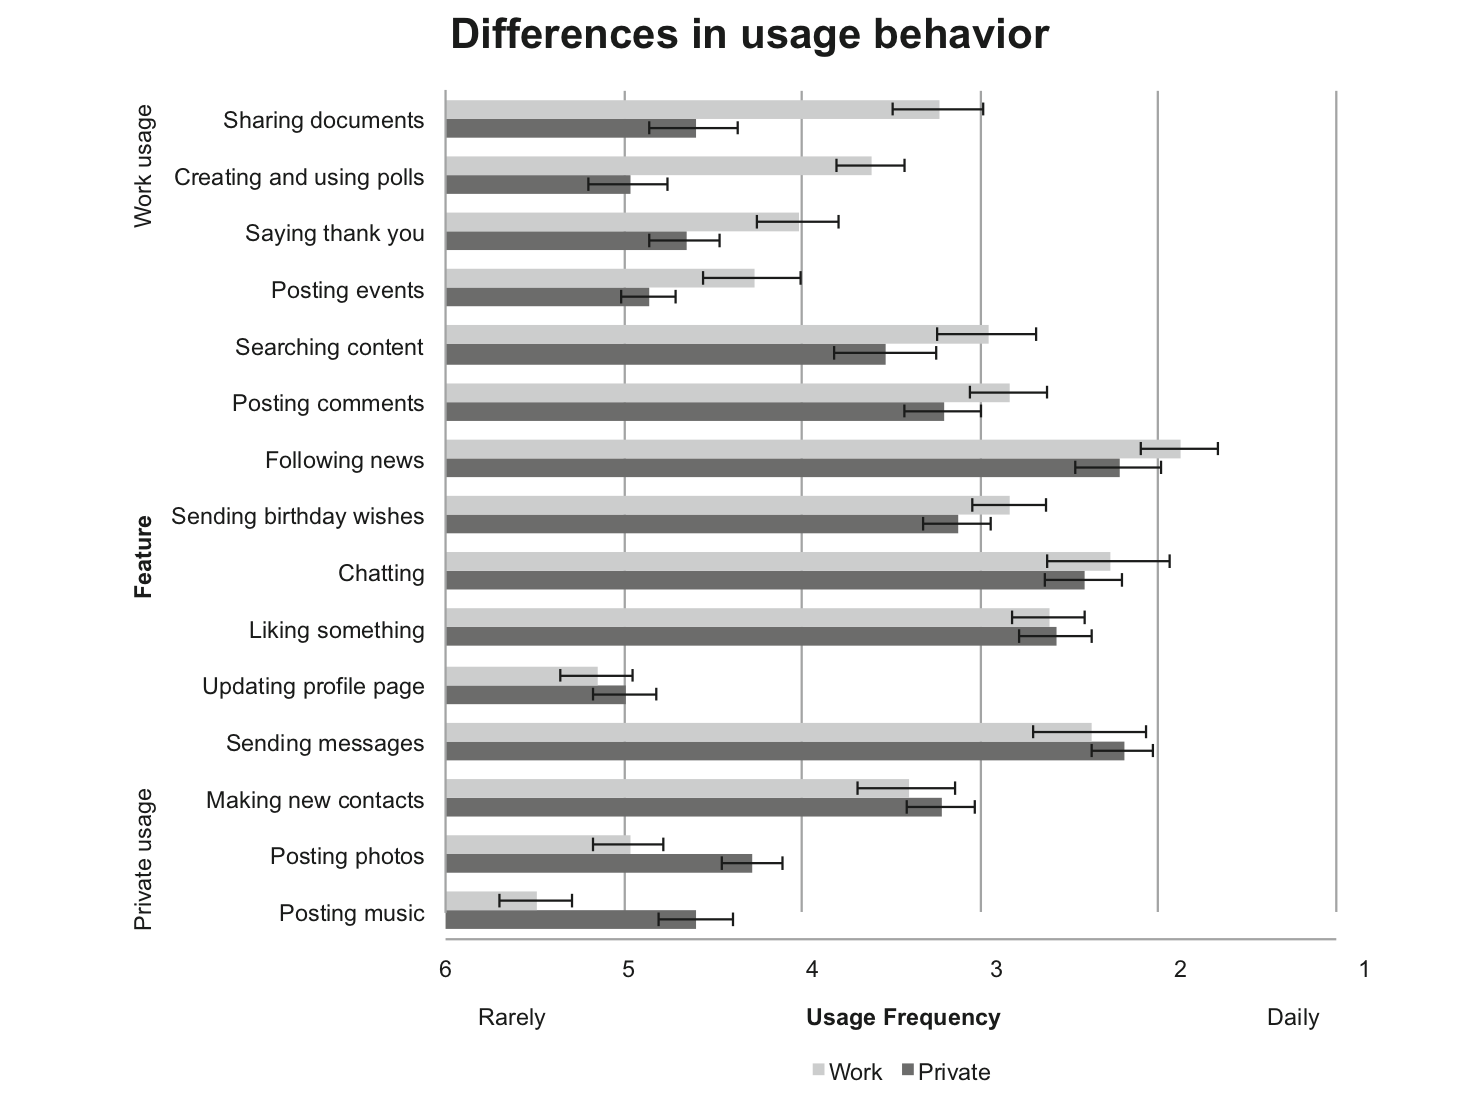 Differences in usage behavior
Work usage
Sharing documents
Creating and using polls
Saying thank you
Posting events
Searching content
Posting comments
Following news
Feature
Sending birthday wishes
Chatting
Liking something
Updating profile page
Sending messages
Private usage
Making new contacts
Posting photos
Posting music
6 5 4 3 2 1
Rarely Usage Frequency Daily
Work Private